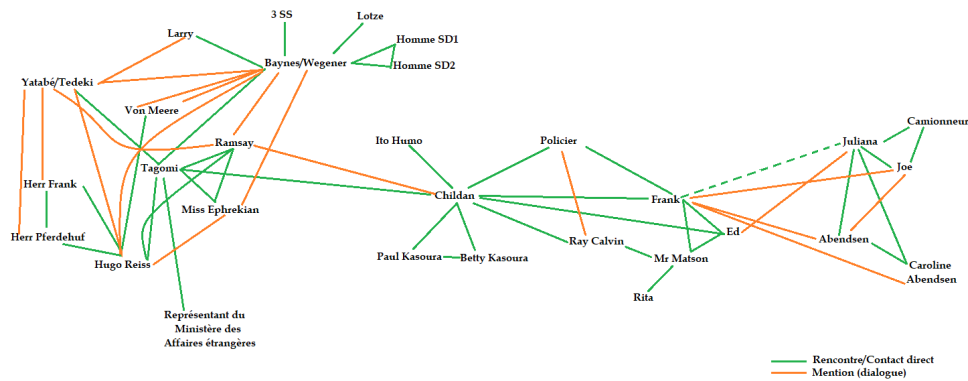 3 SS
Lotze
Larry
Homme SD1
Baynes/Wegener
Homme SD2
Yatabé/Tedeki
Von Meere
Camionneur
Ramsay
Ito Humo
Policier
Juliana
Tagomi
Joe
Herr Frank
Childan
Frank
Miss Ephrekian
Herr Pferdehuf
Ed
Ray Calvin
Abendsen
Paul Kasoura
Betty Kasoura
Mr Matson
Hugo Reiss
Caroline
Abendsen
Rita
Représentant du
Ministère des
Affaires étrangères
Rencontre/Contact direct
Mention (dialogue)